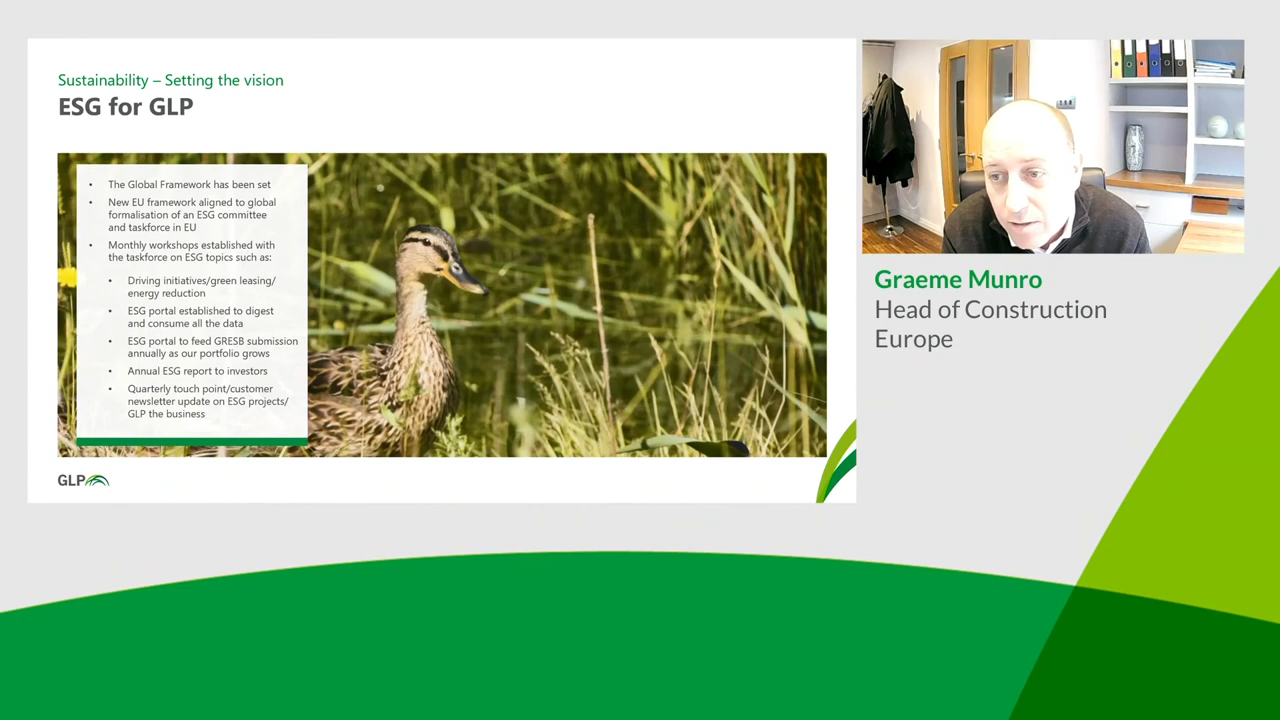 Sustainability – Setting the vision
ESG for GLP
• The Global Framework has been set
• New EU framework aligned to global
formalisation of an ESG committee
and taskforce in EU
• Monthly workshops established with
the taskforce on ESG topics such as:
• Driving initiatives/green leasing/
energy reduction
• ESG portal established to digest
and consume all the data
• ESG portal to feed GRESB submission
annually as our portfolio grows
• Annual ESG report to investors
• Quarterly touch point/customer
newsletter update on ESG projects/
GLP the business
GLP
Graeme Munro
Head of Construction
Europe